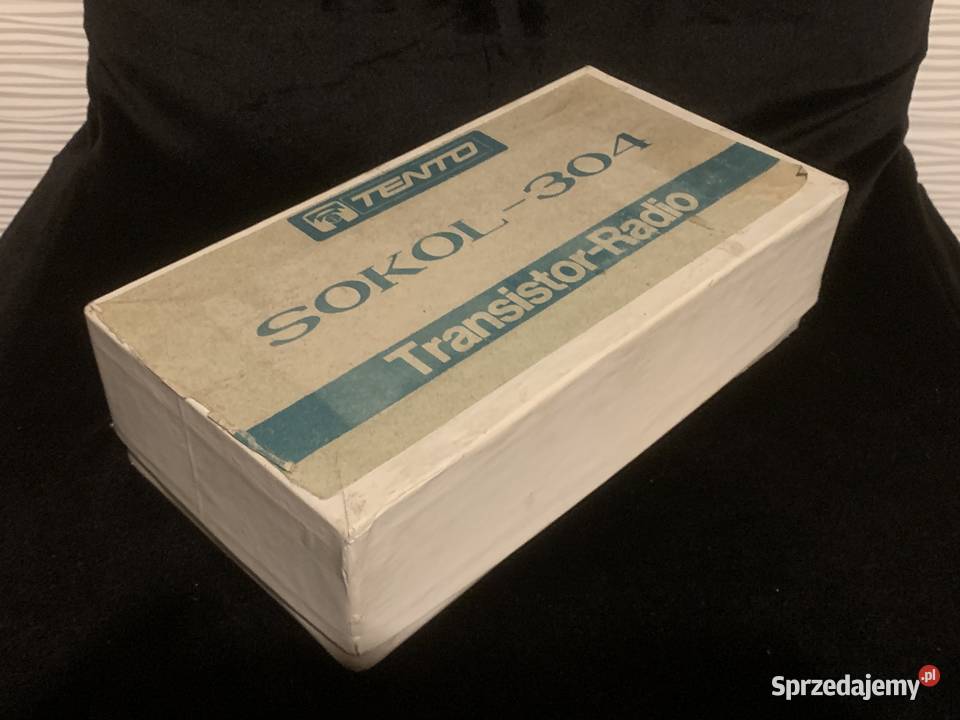 TENTO
SOKOL-304
Transistor-Radio
Sprzedajemy.pl